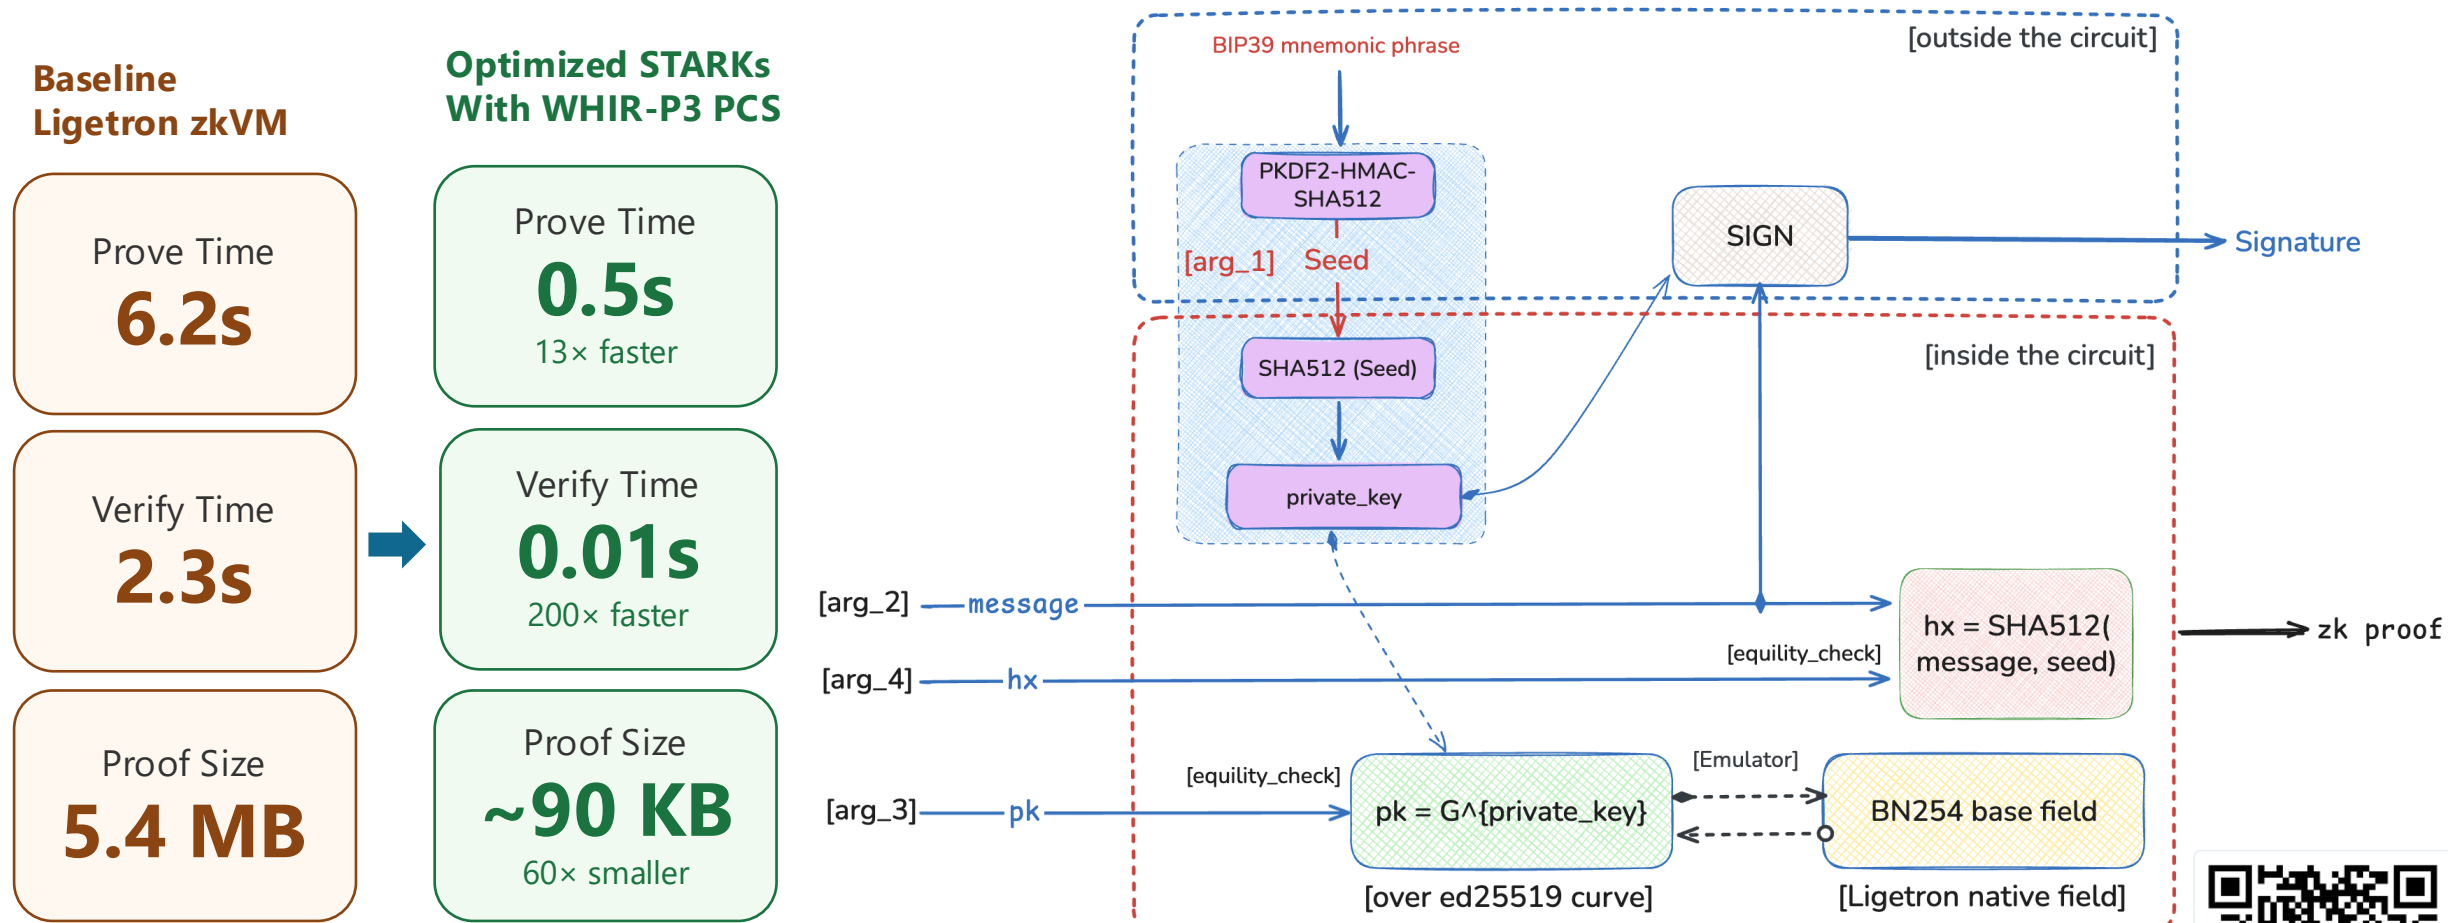 Baseline
Ligetron zkVM
Prove Time
6.2s
Verify Time
2.3s
Proof Size
5.4 MB
Optimized STARKs
With WHIR-P3 PCS
Prove Time
0.5s
13× faster
Verify Time
0.01s
200× faster
Proof Size
~90 KB
60× smaller
[outside the circuit]
BIP39 mnemonic phrase
PKDF2-HMAC-
SHA512
[arg_1] Seed
SIGN
Signature
[inside the circuit]
SHA512 (Seed)
private_key
[arg_2] message
[arg_4] hx
[equility_check]
hx = SHA512(
message, seed)
zk proof
[arg_3] pk
[equility_check]
pk = G^{private_key}
[over ed25519 curve]
[Emulator]
BN254 base field
[Ligetron native field]